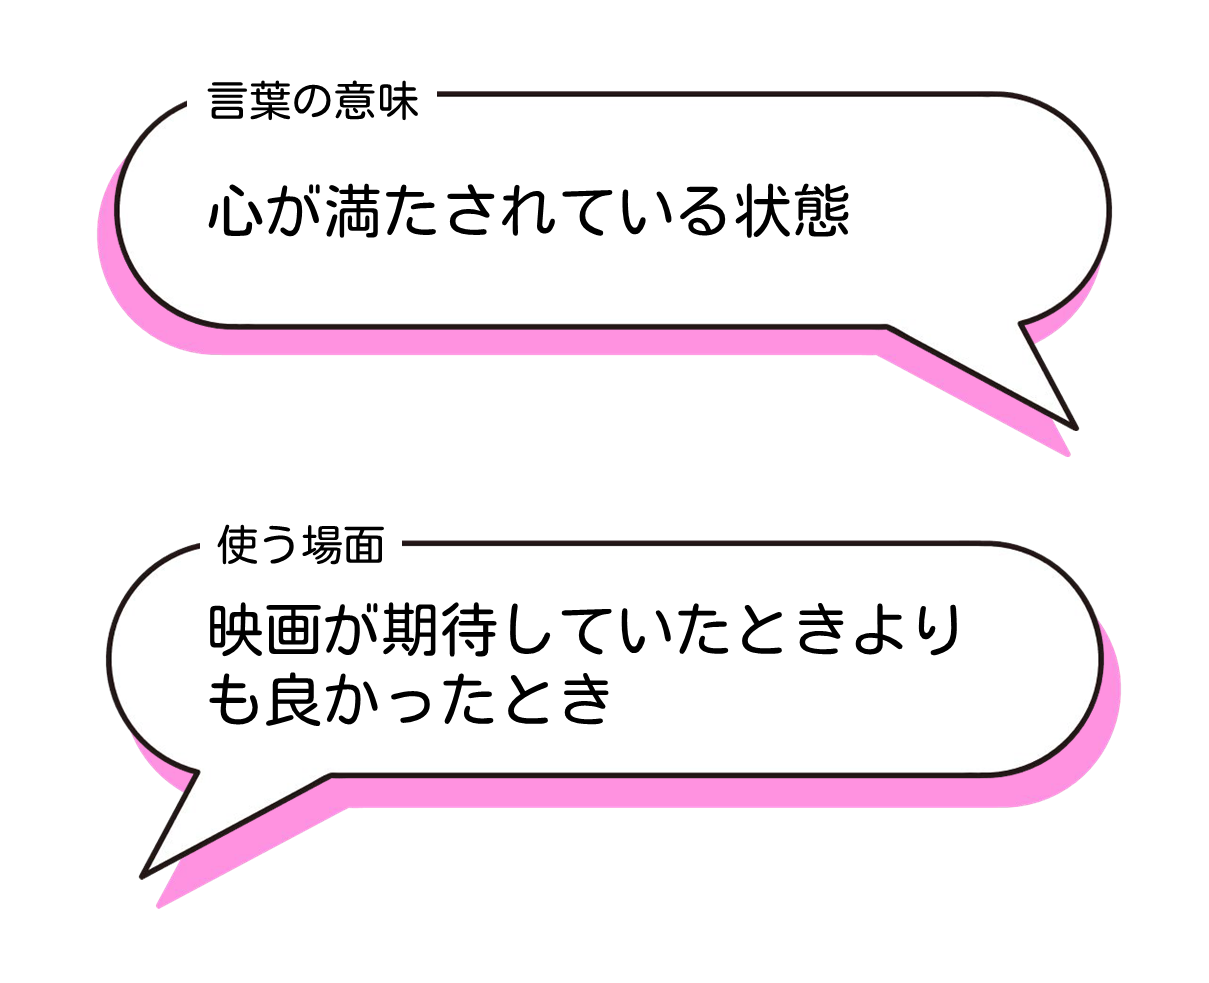 言葉の意味
心が満たされている状態
使う場面
映画が期待していたときより
も良かったとき